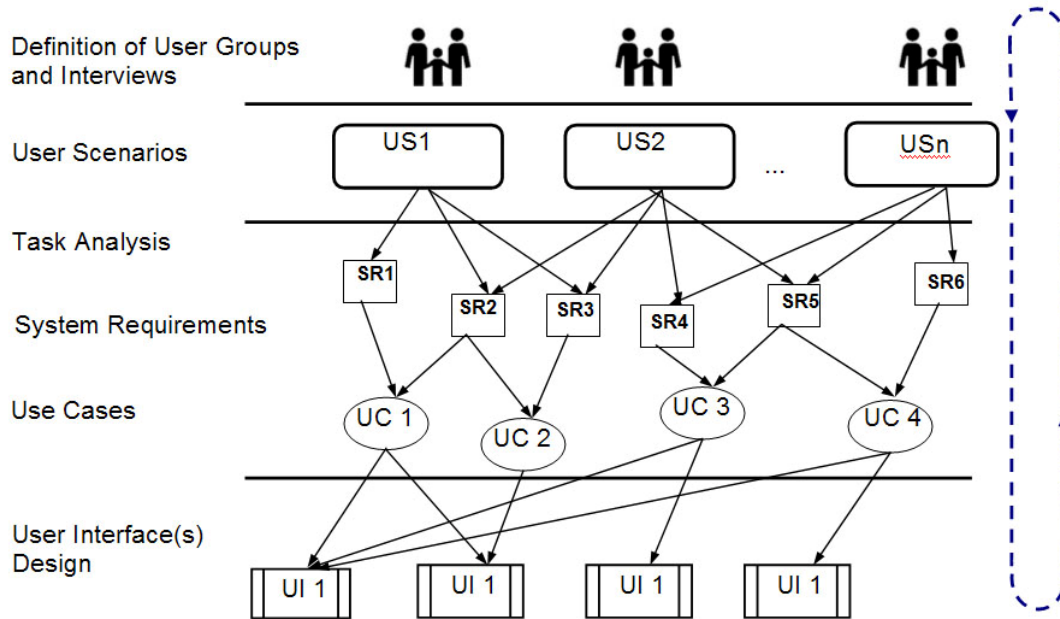 Definition of User Groups
and Interviews
User Scenarios
US1
US2
...
USn
Task Analysis
SR1
SR2
SR3
SR4
SR5
SR6
System Requirements
Use Cases
UC 1
UC 2
UC 3
UC 4
User Interface(s)
Design
UI 1
UI 1
UI 1
UI 1